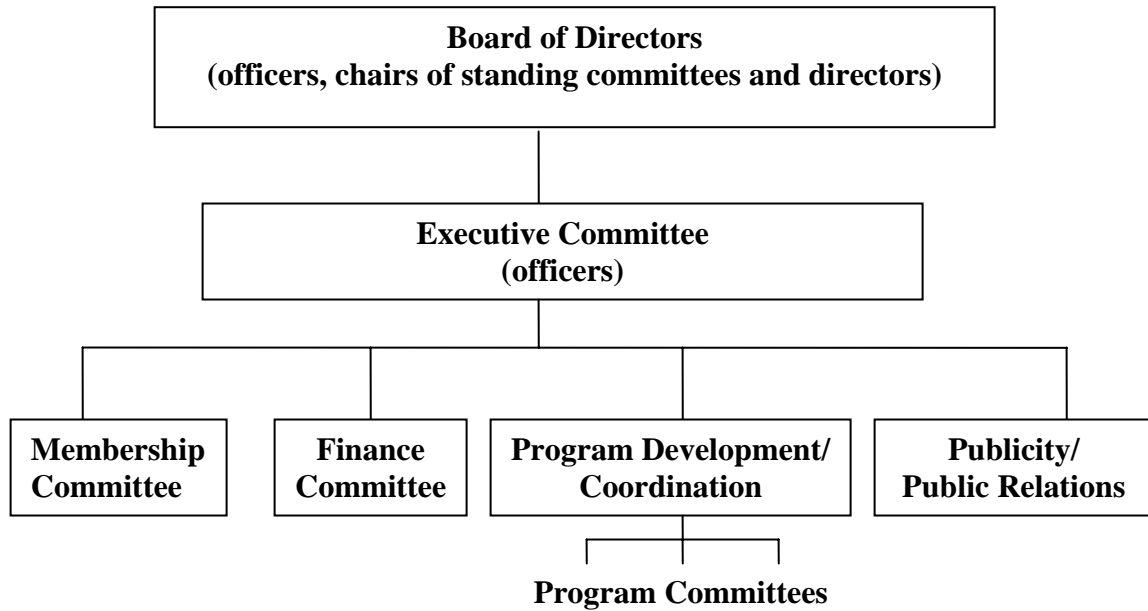 Board of Directors
(officers, chairs of standing committees and directors)
Executive Committee
(officers)
Membership
Committee
Finance
Committee
Program Development/
Coordination
Publicity/
Public Relations
Program Committees